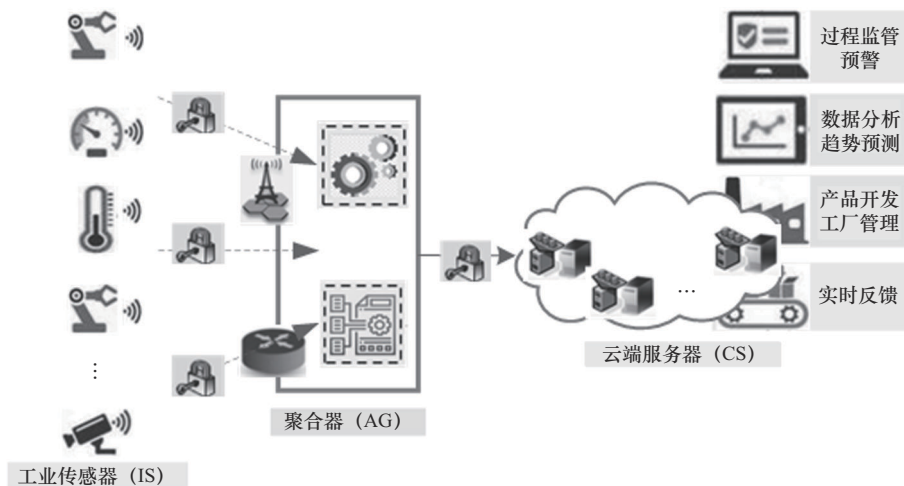 过程监管
预警
数据分析
趋势预测
产品开发
工厂管理
实时反馈
...
云端服务器（CS）
聚合器（AG）
⋮
工业传感器（IS）